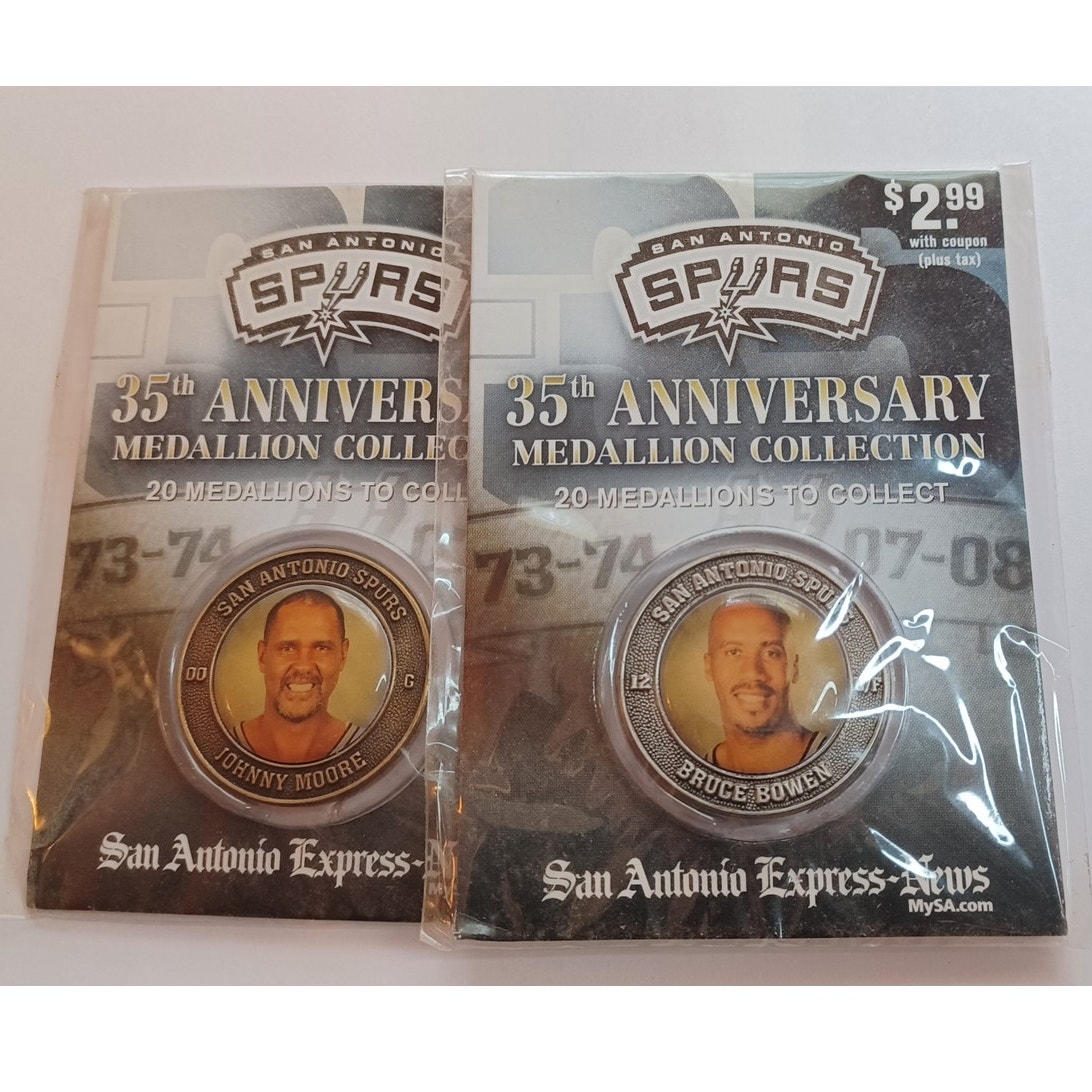 SAN ANTONIO
SPURS
35th ANNIVERS
MEDALLION COLLEC
20 MEDALLIONS TO COLL
73-74
SAN ANTONIO SPURS
00
G
JOHNNY MOORE
San Antonio Express-
$2.99
with coupon
(plus tax)
SAN ANTONIO
SPURS
35th ANNIVERSARY
MEDALLION COLLECTION
20 MEDALLIONS TO COLLECT
73-74
07-08
SAN ANTONIO SPURS
12
BRUCE BOWEN
San Antonio Express-News
MySA.com